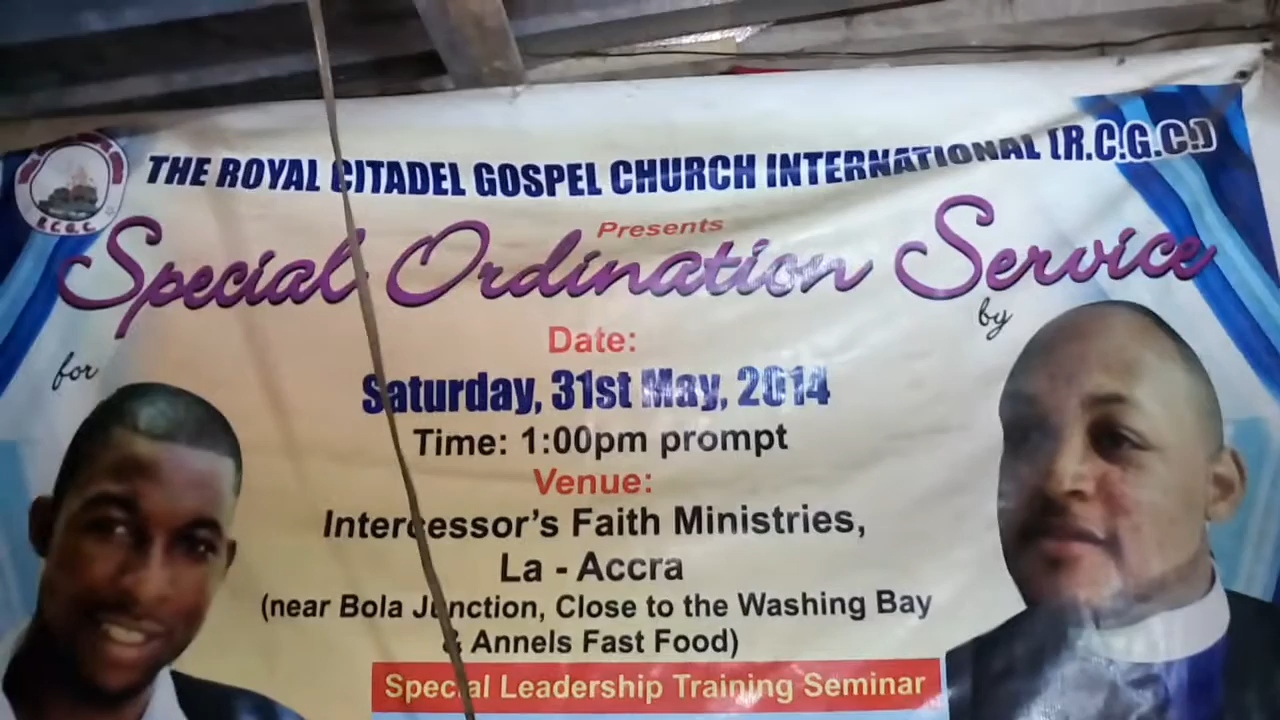 THE ROYAL CITADEL GOSPEL CHURCH INTERNATIONAL (R.C.G.C.I)
R.C.G.C.
Presents
Special Ordination Service
for
by
Date:
Saturday, 31st May, 2014
Time: 1:00pm prompt
Venue:
Intercessor's Faith Ministries,
La - Accra
(near Bola Junction, Close to the Washing Bay
& Annels Fast Food)
Special Leadership Training Seminar